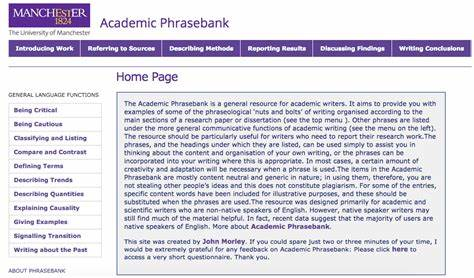 MANCHESTER
1824
The University of Manchester
Academic Phrasebank
Introducing Work
Referring to Sources
Describing Methods
Reporting Results
Discussing Findings
Writing Conclusions
Home Page
GENERAL LANGUAGE FUNCTIONS
Being Critical
Being Cautious
Classifying and Listing
Compare and Contrast
Defining Terms
Describing Trends
Describing Quantities
Explaining Causality
Giving Examples
Signalling Transition
Writing about the Past
ABOUT PHRASEBANK
The Academic Phrasebank is a general resource for academic writers. It aims to provide you with
examples of some of the phraseological 'nuts and bolts' of writing organised according to the
main sections of a research paper or dissertation (see the top menu ). Other phrases are listed
under the more general communicative functions of academic writing (see the menu on the left).
The resource should be particularly useful for writers who need to report their research work.The
phrases, and the headings under which they are listed, can be used simply to assist you in
thinking about the content and organisation of your own writing, or the phrases can be
incorporated into your writing where this is appropriate. In most cases, a certain amount of
creativity and adaptation will be necessary when a phrase is used.The items in the Academic
Phrasebank are mostly content neutral and generic in nature; in using them, therefore, you are
not stealing other people's ideas and this does not constitute plagiarism. For some of the entries,
specific content words have been included for illustrative purposes, and these should be
substituted when the phrases are used.The resource was designed primarily for academic and
scientific writers who are non-native speakers of English. However, native speaker writers may
still find much of the material helpful. In fact, recent data suggest that the majority of users are
native speakers of English. More about Academic Phrasebank.
This site was created by John Morley. If you could spare just two or three minutes of your time, I
would be extremely grateful for any feedback on Academic Phrasebank: Please click here to
access a very short questionnaire. Thank you.